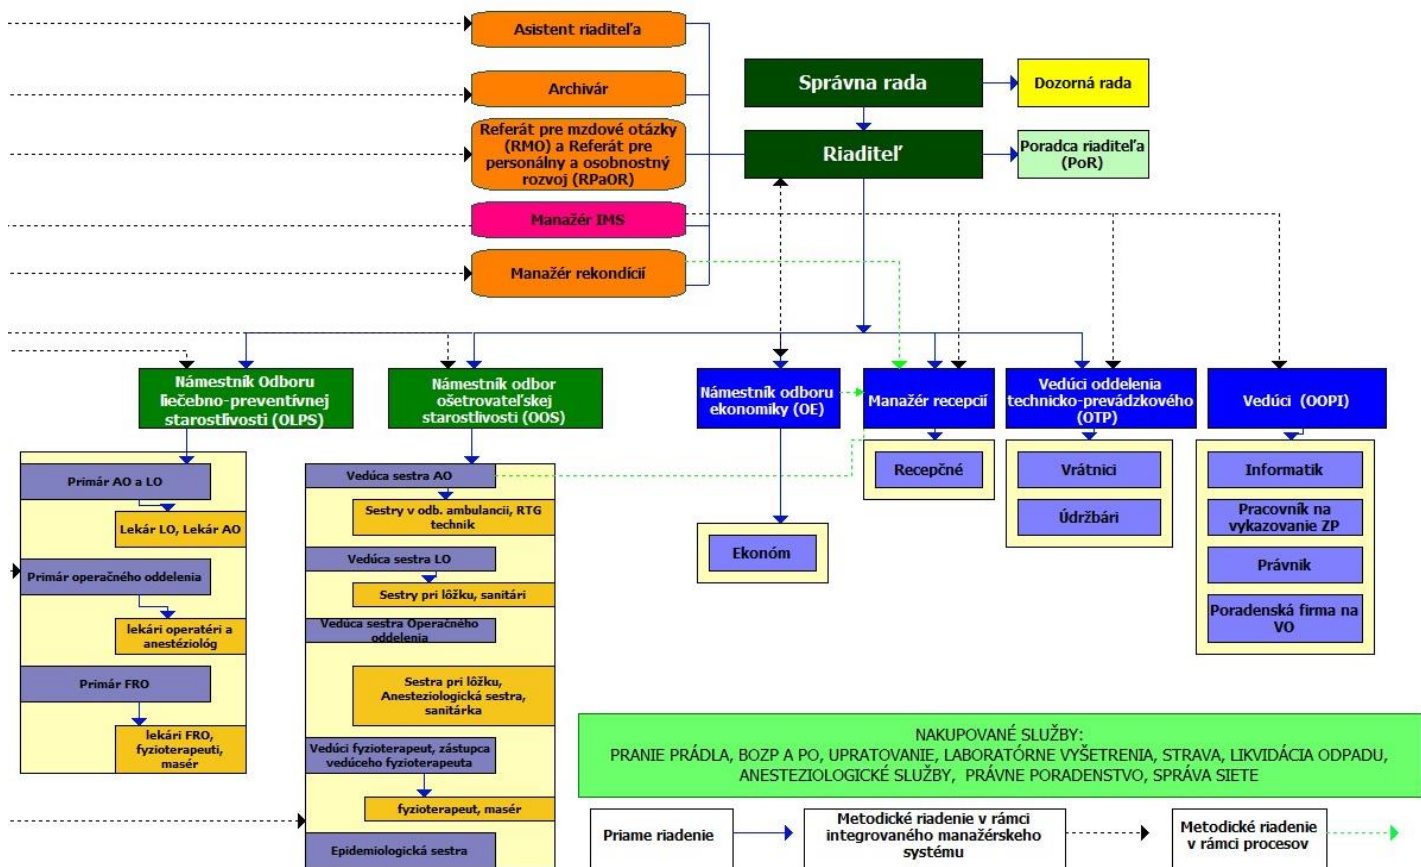 Asistent riaditeľa
Archivár
Referát pre mzdové otázky
(RMO) a Referát pre
personálny a osobnostný
rozvoj (RPaOR)
Manažér IMS
Manažér rekondícií
Správna rada
Dozorná rada
Riaditeľ
Poradca riaditeľa
(PoR)
Námestník Odboru
liečebno-preventívnej
starostlivosti (OLPS)
Námestník odbor
ošetrovateľskej
starostlivosti (OOS)
Námestník odboru
ekonomiky (OE)
Manažér recepcií
Vedúci oddelenia
technicko-prevádzkového
(OTP)
Vedúci (OOPI)
Primár AO a LO
Lekár LO, Lekár AO
Primár operačného oddelenia
lekári operatéri a
anestéziológ
Primár FRO
lekári FRO,
fyzioterapeuti,
masér
Vedúca sestra AO
Sestry v odb. ambulancii, RTG
technik
Vedúca sestra LO
Sestry pri lôžku, sanitári
Vedúca sestra Operačného
oddelenia
Sestra pri lôžku,
Anesteziologická sestra,
sanitárka
Vedúci fyzioterapeut, zástupca
vedúceho fyzioterapeuta
fyzioterapeut, masér
Epidemiologická sestra
Ekonóm
Recepčné
Vrátnici
Údržbári
Informatik
Pracovník na
vykazovanie ZP
Právnik
Poradenská firma na
VO
NAKUPOVANÉ SLUŽBY:
PRANIE PRÁDLA, BOZP A PO, UPRATOVANIE, LABORATÓRNE VYŠETRENIA, STRAVA, LIKVIDÁCIA ODPADU,
ANESTEZIOLOGICKÉ SLUŽBY, PRÁVNE PORADENSTVO, SPRÁVA SIETE
Priame riadenie
Metodické riadenie v rámci
integrovaného manažérskeho
systému
Metodické riadenie
v rámci procesov